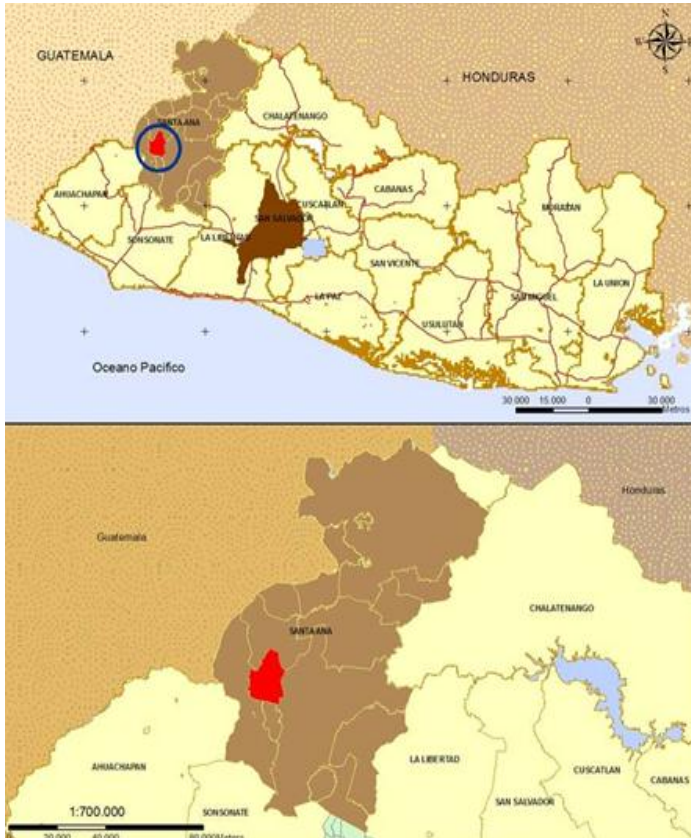 N
W
E
S
GUATEMALA
HONDURAS
SANTA ANA
CHALATENANGO
AHUACHAPAN
SONSONATE
LA LIBERTAD
SAN SALVADOR
CUSCATLAN
CABANAS
MORAZAN
SAN VICENTE
LA UNION
LA PAZ
SAN MIGUEL
USULUTAN
Oceano Pacifico
30.000 15.000 0 30.000
Metros
Honduras
Guatemala
CHALATENANGO
SANTA ANA
LA LIBERTAD
AHUACHAPAN
CUSCATLAN
CABANAS
SAN SALVADOR
SONSONATE
1:700.000